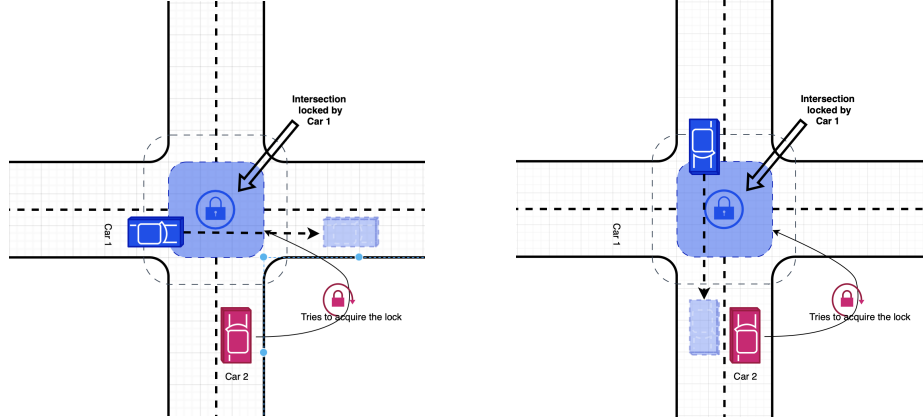 Intersection
locked by
Car 1
Car 1
Tries to acquire the lock
Car 2
Intersection
locked by
Car 1
Car 1
Tries to acquire the lock
Car 2